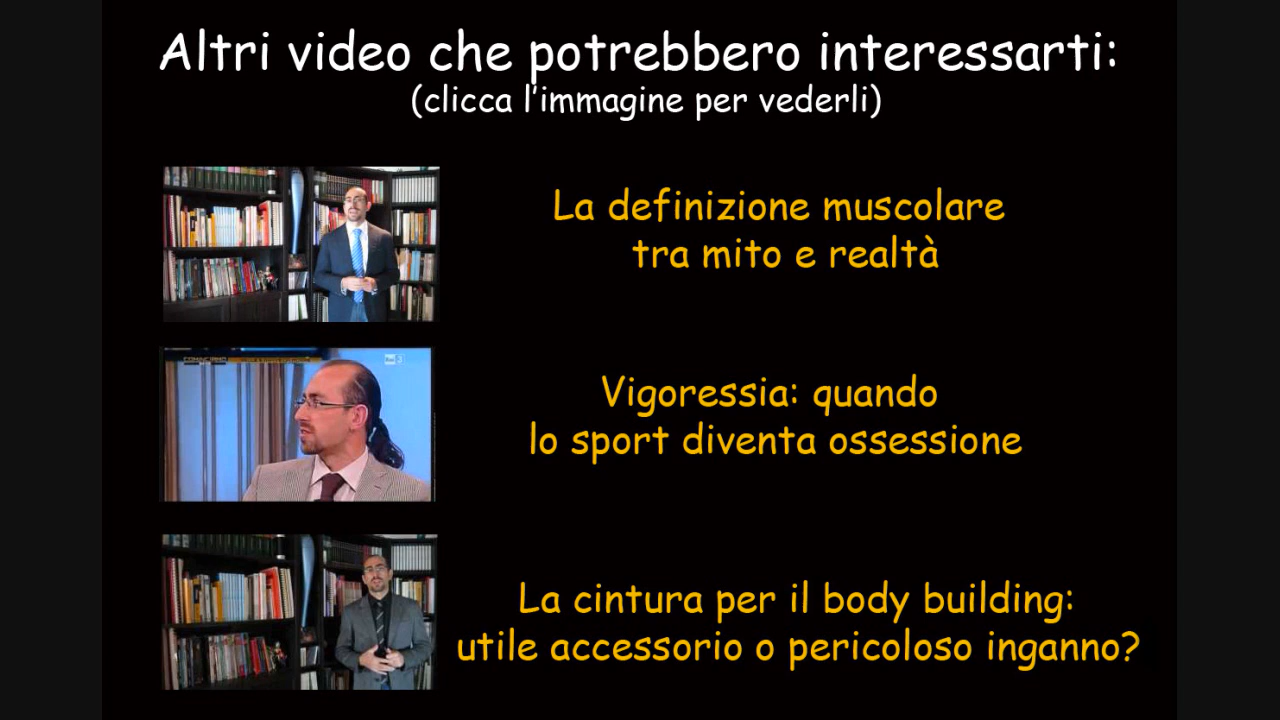 Altri video che potrebbero interessarti:
(clicca l'immagine per vederli)
La definizione muscolare
tra mito e realtà
Vigoressia: quando
lo sport diventa ossessione
La cintura per il body building:
utile accessorio o pericoloso inganno?